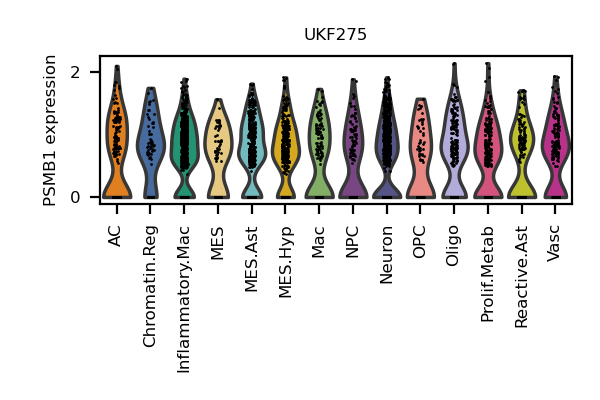 UKF275
PSMB1 expression
2
0
AC
Chromatin.Reg
Inflammatory.Mac
MES
MES.Ast
MES.Hyp
Mac
NPC
Neuron
OPC
Oligo
Prolif.Metab
Reactive.Ast
Vasc